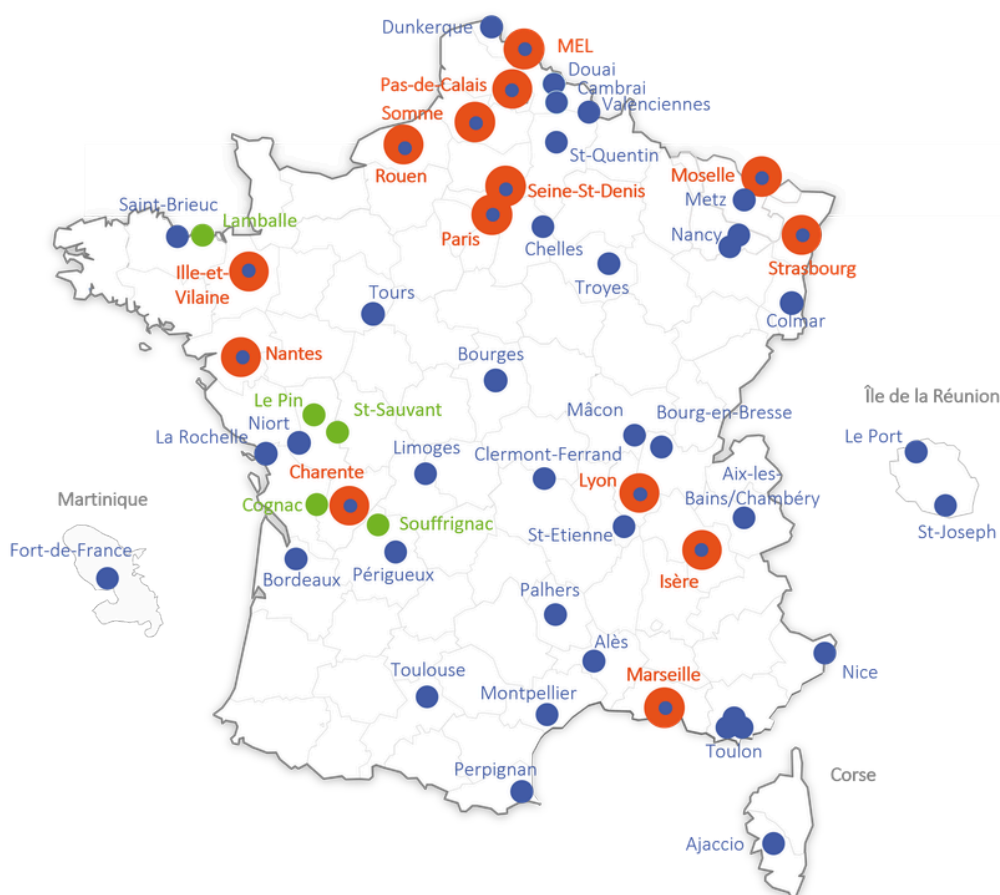 Dunkerque
MEL
Douai
Pas-de-Calais
Cambrai
Valenciennes
Somme
St-Quentin
Rouen
Moselle
Seine-St-Denis
Metz
Saint-Brieuc
Lamballe
Paris
Chelles
Nancy
Strasbourg
Ille-et-
Vilaine
Troyes
Tours
Colmar
Nantes
Bourges
Île de la Réunion
Le Pin
St-Sauvant
Mâcon
Bourg-en-Bresse
Niort
La Rochelle
Le Port
Limoges
Clermont-Ferrand
Charente
Lyon
Aix-les-
Bains/Chambéry
Martinique
Cognac
Souffrignac
St-Etienne
St-Joseph
Fort-de-France
Bordeaux
Périgueux
Isère
Palhers
Alès
Toulouse
Marseille
Nice
Montpellier
Toulon
Perpignan
Corse
Ajaccio